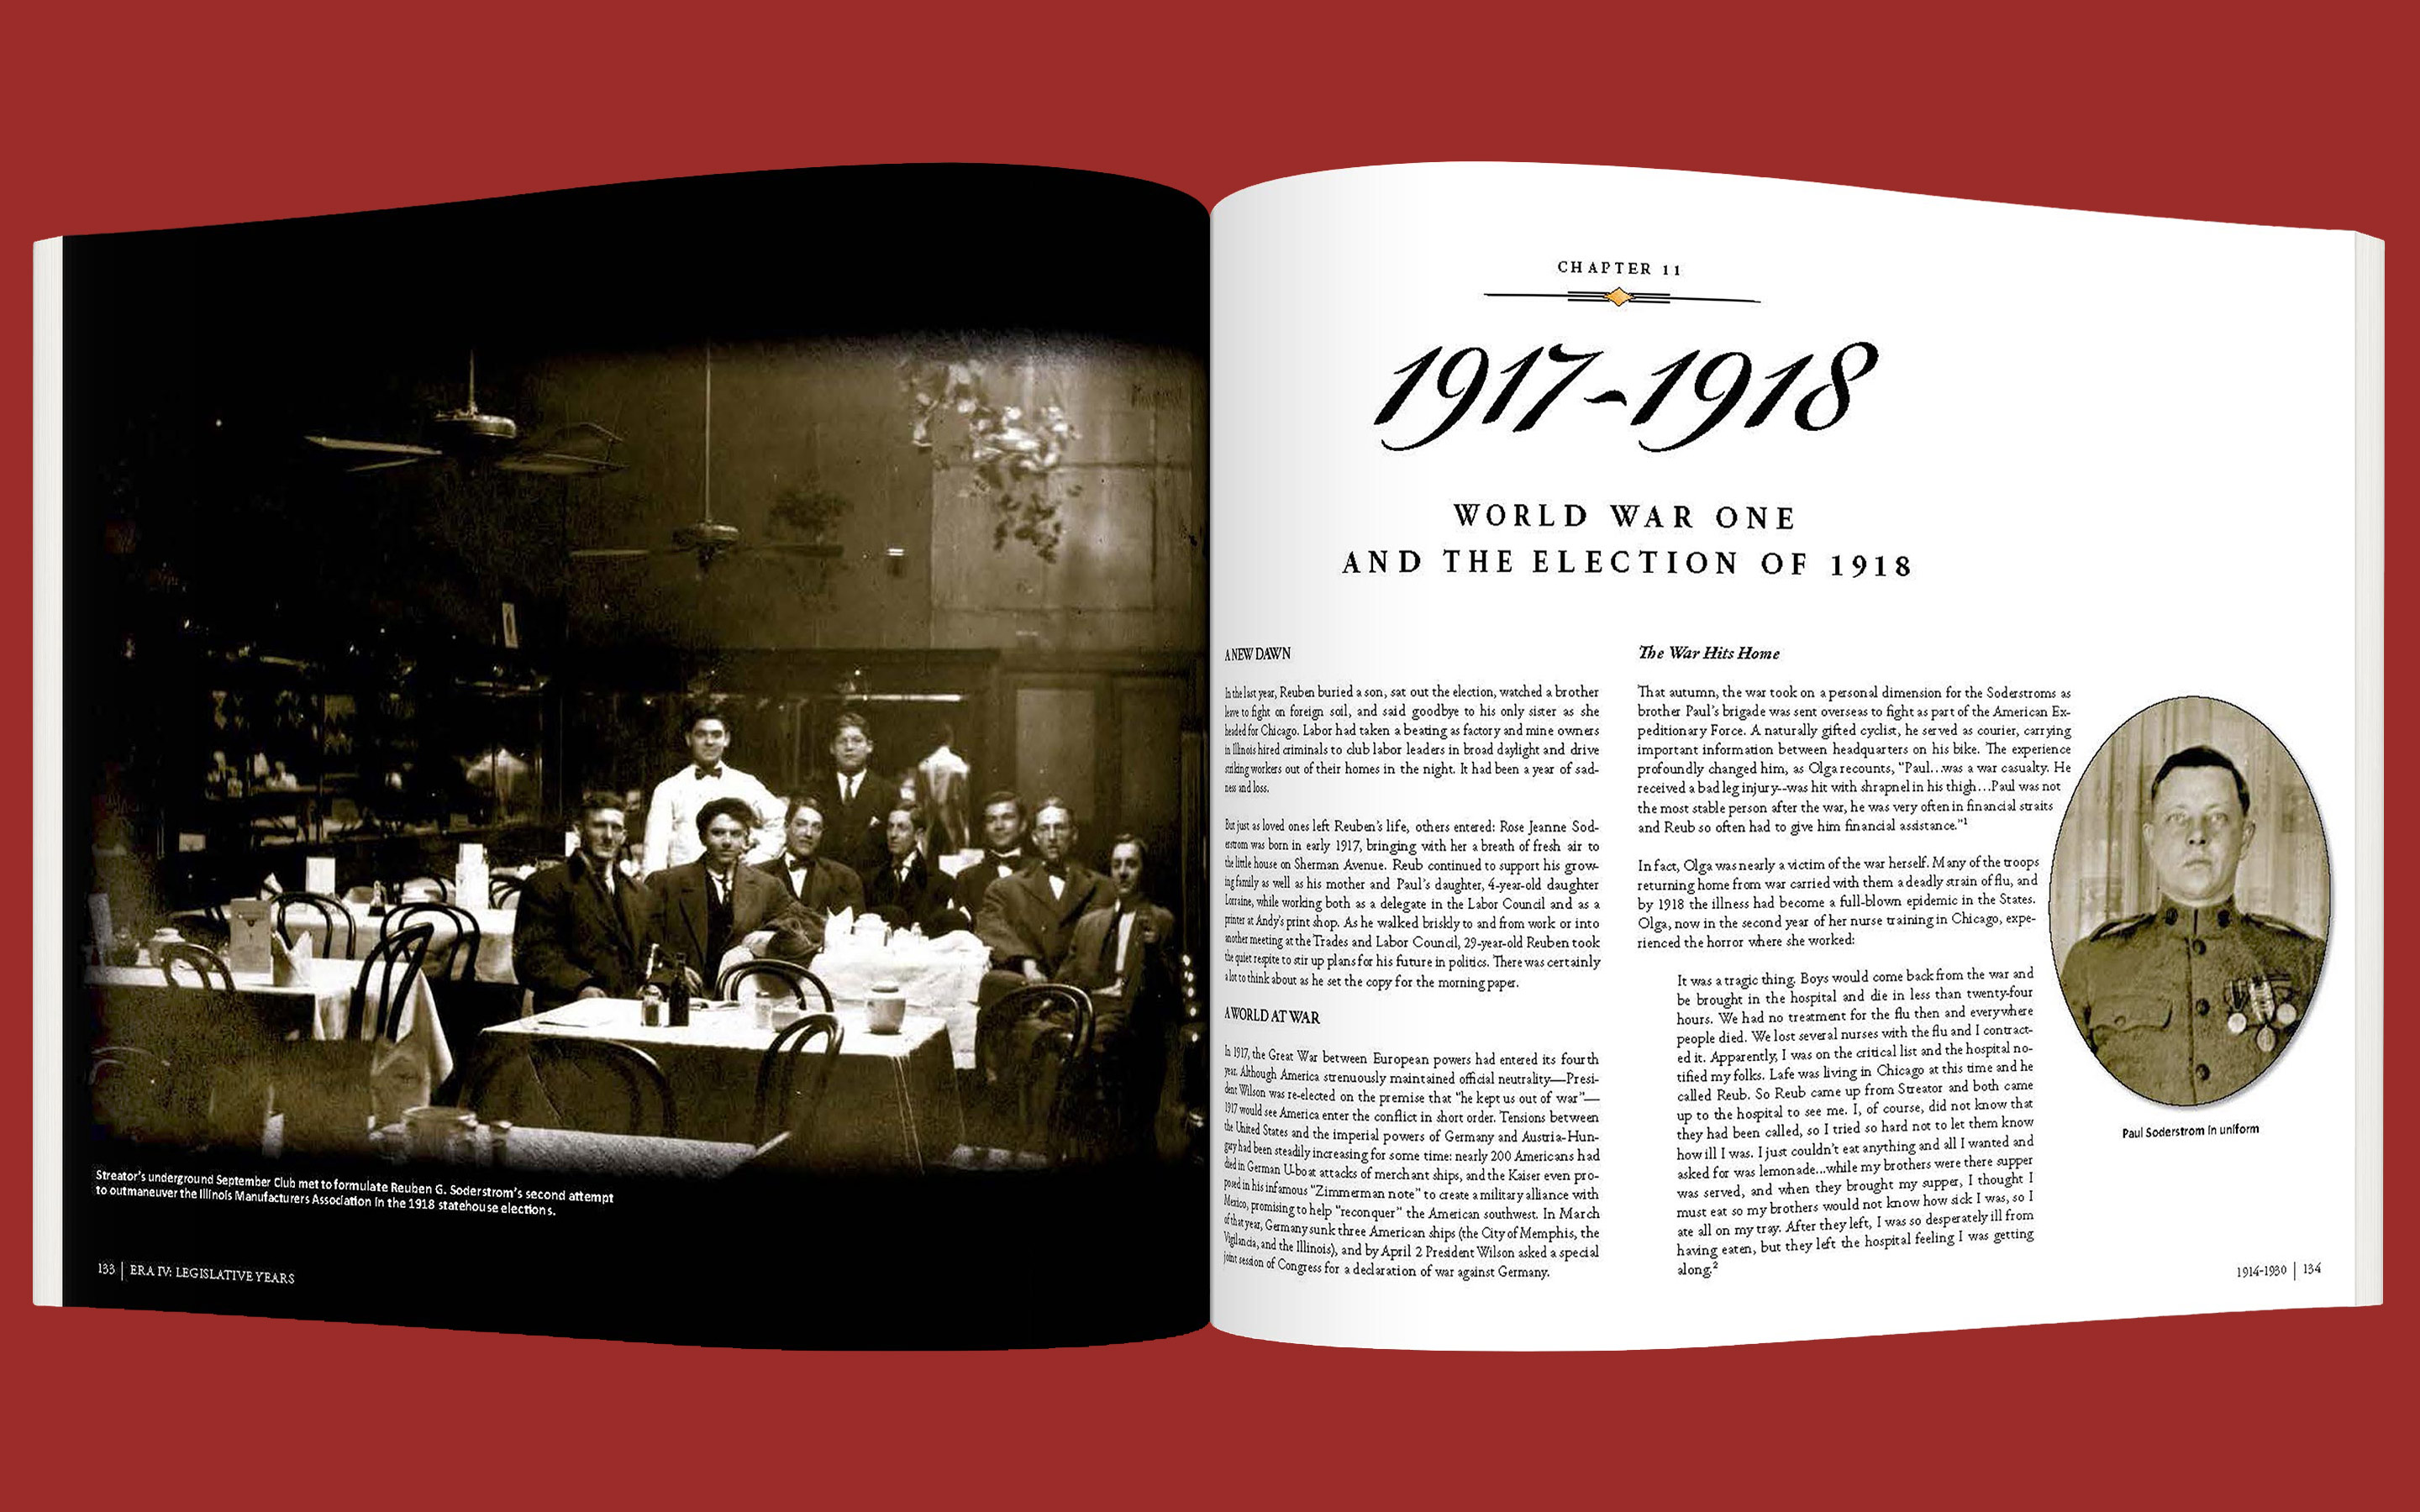 Streator's underground September Club met to formulate Reuben G. Soderstrom's second attempt
to outmaneuver the Illinois Manufacturers Association in the 1918 statehouse elections.
133 | ERA IV: LEGISLATIVE YEARS
CHAPTER 11
1917-1918
WORLD WAR ONE
AND THE ELECTION OF 1918
A NEW DAWN
In the last year, Reuben buried a son, sat out the election, watched a brother
leave to fight on foreign soil, and said goodbye to his only sister as she
headed for Chicago. Labor had taken a beating as factory and mine owners
in Illinois hired criminals to club labor leaders in broad daylight and drive
striking workers out of their homes in the night. It had been a year of sad-
ness and loss.
But just as loved ones left Reuben's life, others entered: Rose Jeanne Sod-
erstrom was born in early 1917, bringing with her a breath of fresh air to
the little house on Sherman Avenue. Reub continued to support his grow-
ing family as well as his mother and Paul's daughter, 4-year-old daughter
Lorraine, while working both as a delegate in the Labor Council and as a
printer at Andy's print shop. As he walked briskly to and from work or into
another meeting at the Trades and Labor Council, 29-year-old Reuben took
the quiet respite to stir up plans for his future in politics. There was certainly
a lot to think about as he set the copy for the morning paper.
A WORLD AT WAR
In 1917, the Great War between European powers had entered its fourth
year. Although America strenuously maintained official neutrality—Presi-
dent Wilson was re-elected on the premise that "he kept us out of war"—
1917 would see America enter the conflict in short order. Tensions between
the United States and the imperial powers of Germany and Austria-Hun-
gary had been steadily increasing for some time: nearly 200 Americans had
died in German U-boat attacks of merchant ships, and the Kaiser even pro-
posed in his infamous "Zimmerman note" to create a military alliance with
Mexico, promising to help "reconquer" the American southwest. In March
of that year, Germany sunk three American ships (the City of Memphis, the
Vigilancia, and the Illinois), and by April 2 President Wilson asked a special
joint session of Congress for a declaration of war against Germany.
The War Hits Home
That autumn, the war took on a personal dimension for the Soderstroms as
brother Paul's brigade was sent overseas to fight as part of the American Ex-
peditionary Force. A naturally gifted cyclist, he served as courier, carrying
important information between headquarters on his bike. The experience
profoundly changed him, as Olga recounts, "Paul...was a war casualty. He
received a bad leg injury--was hit with shrapnel in his thigh...Paul was not
the most stable person after the war, he was very often in financial straits
and Reub so often had to give him financial assistance."1
In fact, Olga was nearly a victim of the war herself. Many of the troops
returning home from war carried with them a deadly strain of flu, and
by 1918 the illness had become a full-blown epidemic in the States.
Olga, now in the second year of her nurse training in Chicago, expe-
rienced the horror where she worked:
It was a tragic thing. Boys would come back from the war and
be brought in the hospital and die in less than twenty-four
hours. We had no treatment for the flu then and everywhere
people died. We lost several nurses with the flu and I contract-
ed it. Apparently, I was on the critical list and the hospital no-
tified my folks. Lafe was living in Chicago at this time and he
called Reub. So Reub came up from Streator and both came
up to the hospital to see me. I, of course, did not know that
they had been called, so I tried so hard not to let them know
how ill I was. I just couldn't eat anything and all I wanted and
asked for was lemonade...while my brothers were there supper
was served, and when they brought my supper, I thought I
must eat so my brothers would not know how sick I was, so I
ate all on my tray. After they left, I was so desperately ill from
having eaten, but they left the hospital feeling I was getting
along.2
Paul Soderstrom in uniform
1914-1930 | 134